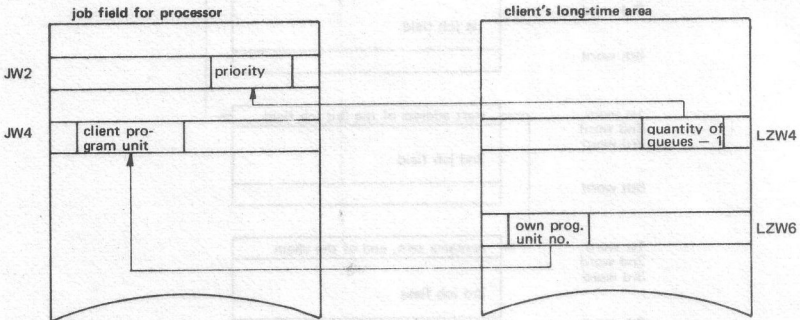 job field for processor
client's long-time area
JW2
priority
JW4
client pro-
gram unit
quantity of
queues – 1
LZW4
own prog.
unit no.
LZW6